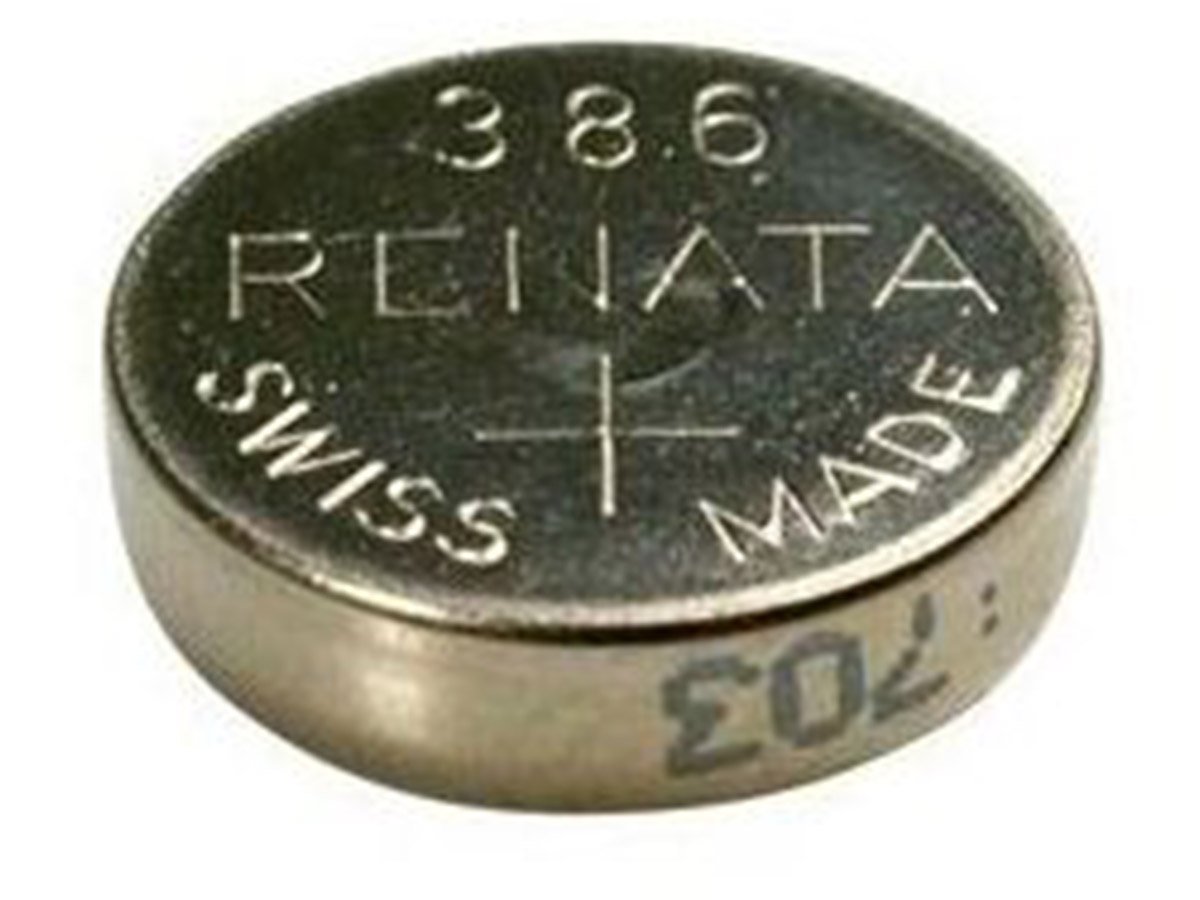 386
RENATA
+
SWISS MADE
703